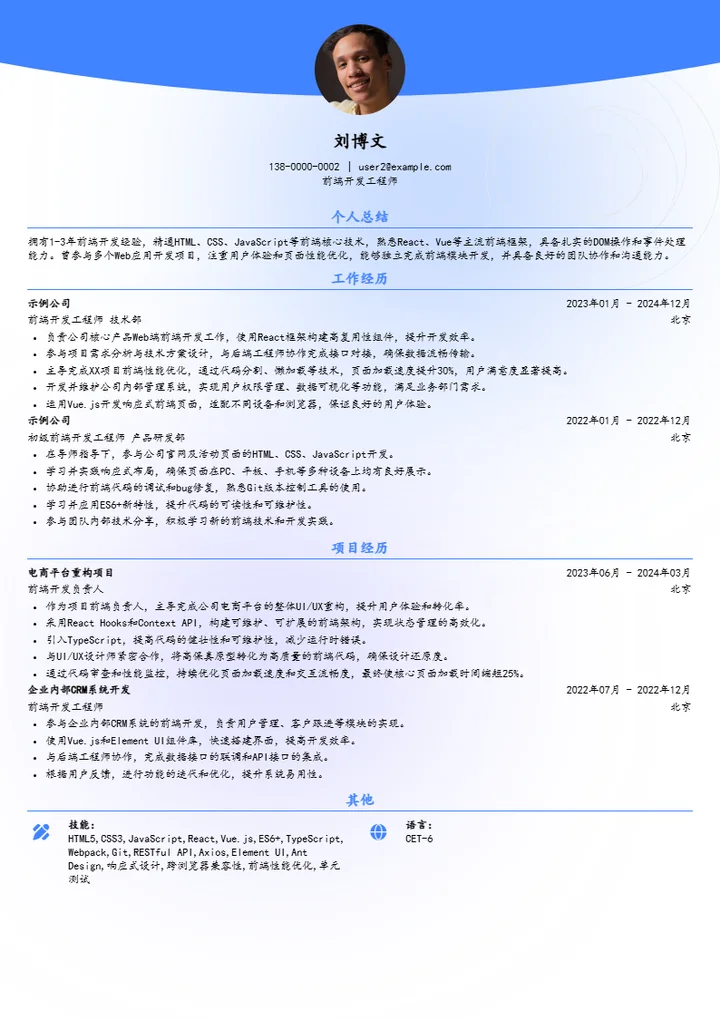 刘博文
138-0000-0002 | user2@example.com
前端开发工程师
个人总结
拥有1-3年前端开发经验，精通HTML、CSS、JavaScript等前端核心技术，熟悉React、Vue等主流前端框架，具备扎实的DOM操作和事件处理
能力。曾参与多个Web应用开发项目，注重用户体验和页面性能优化，能够独立完成前端模块开发，并具备良好的团队协作和沟通能力。
工作经历
示例公司 2023年01月 - 2024年12月
前端开发工程师 技术部 北京
• 负责公司核心产品Web端前端开发工作，使用React框架构建高复用性组件，提升开发效率。
• 参与项目需求分析与技术方案设计，与后端工程师协作完成接口对接，确保数据流畅传输。
• 主导完成XX项目前端性能优化，通过代码分割、懒加载等技术，页面加载速度提升30%，用户满意度显著提高。
• 开发并维护公司内部管理系统，实现用户权限管理、数据可视化等功能，满足业务部门需求。
• 运用Vue.js开发响应式前端页面，适配不同设备和浏览器，保证良好的用户体验。
示例公司 2022年01月 - 2022年12月
初级前端开发工程师 产品研发部 北京
• 在导师指导下，参与公司官网及活动页面的HTML、CSS、JavaScript开发。
• 学习并实践响应式布局，确保页面在PC、平板、手机等多种设备上均有良好展示。
• 协助进行前端代码的调试和bug修复，熟悉Git版本控制工具的使用。
• 学习并应用ES6+新特性，提升代码的可读性和可维护性。
• 参与团队内部技术分享，积极学习新的前端技术和开发实践。
项目经历
电商平台重构项目 2023年06月 - 2024年03月
前端开发负责人 北京
• 作为项目前端负责人，主导完成公司电商平台的整体UI/UX重构，提升用户体验和转化率。
• 采用React Hooks和Context API，构建可维护、可扩展的前端架构，实现状态管理的高效化。
• 引入TypeScript，提高代码的健壮性和可维护性，减少运行时错误。
• 与UI/UX设计师紧密合作，将高保真原型转化为高质量的前端代码，确保设计还原度。
• 通过代码审查和性能监控，持续优化页面加载速度和交互流畅度，最终使核心页面加载时间缩短25%。
企业内部CRM系统开发 2022年07月 - 2022年12月
前端开发工程师 北京
• 参与企业内部CRM系统的前端开发，负责用户管理、客户跟进等模块的实现。
• 使用Vue.js和Element UI组件库，快速搭建界面，提高开发效率。
• 与后端工程师协作，完成数据接口的联调和API接口的集成。
• 根据用户反馈，进行功能的迭代和优化，提升系统易用性。
其他
技能：
HTML5,CSS3,JavaScript,React,Vue.js,ES6+,TypeScript,
Webpack,Git,RESTful API,Axios,Element UI,Ant
Design,响应式设计,跨浏览器兼容性,前端性能优化,单元
测试
语言：
CET-6